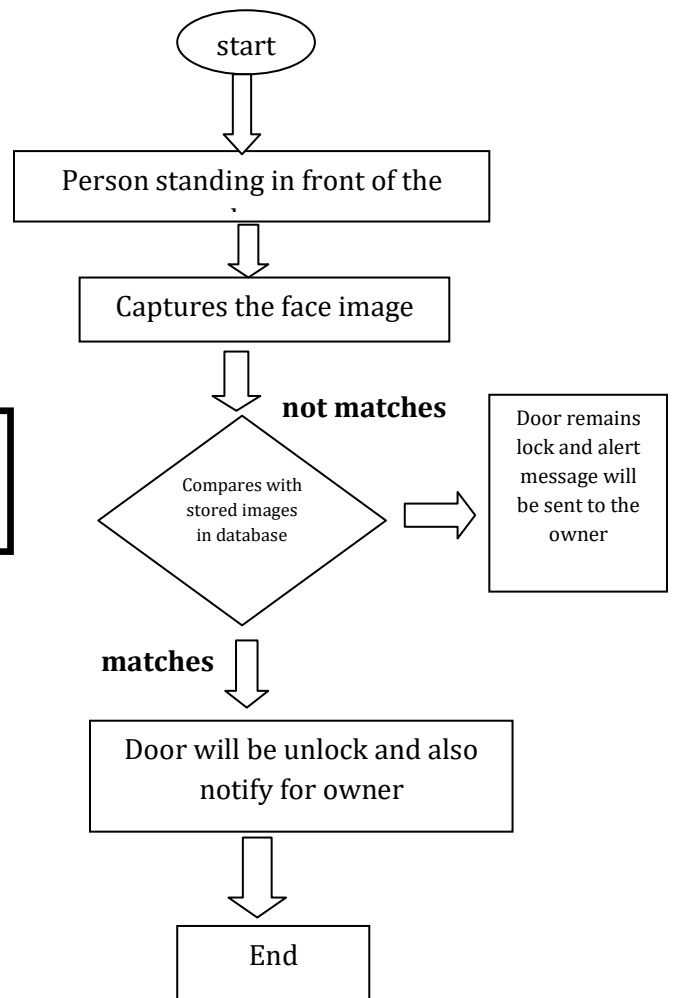 start
Person standing in front of the
Captures the face image
not matches
Compares with
stored images
in database
Door remains
lock and alert
message will
be sent to the
owner
matches
Door will be unlock and also
notify for owner
End